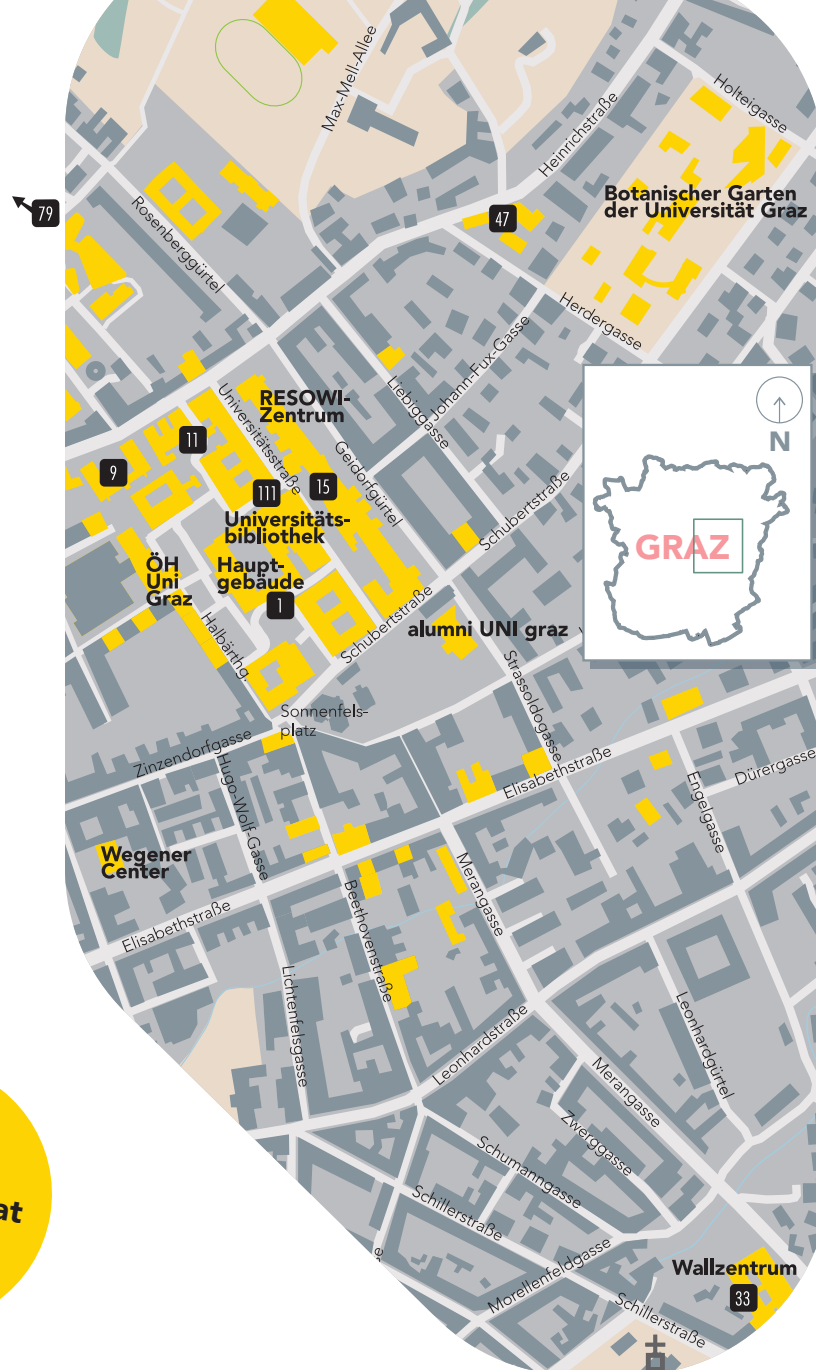 Max-Mell-Allee
Holteigasse
Heinrichstraße
Botanischer Garten
der Universität Graz
79
47
Rosenberggürtel
Herdergasse
Johann-Fux-Gasse
Liebiggasse
N
GRAZ
RESOWI-
Zentrum
Universitätsstraße
Geidorfgürtel
11
9
111
15
Universitäts-
bibliothek
Schubertstraße
ÖH
Uni
Graz
Haupt-
gebäude
1
Halbärthg.
Schubertstraße
alumni UNI graz
Strassoldogasse
Sonnenfels-
platz
Zinzendorfgasse
Hugo-Wolf-Gasse
Elisabethstraße
Engelgasse
Dürergasse
Wegener
Center
Merangasse
Beethovenstraße
Elisabethstraße
Lichtenfelsgasse
Leonhardstraße
Leonhardgürtel
Merangasse
Zwerggasse
Schumanngasse
Schillerstraße
at
Morellenfeldgasse
Wallzentrum
33
Schillerstraße